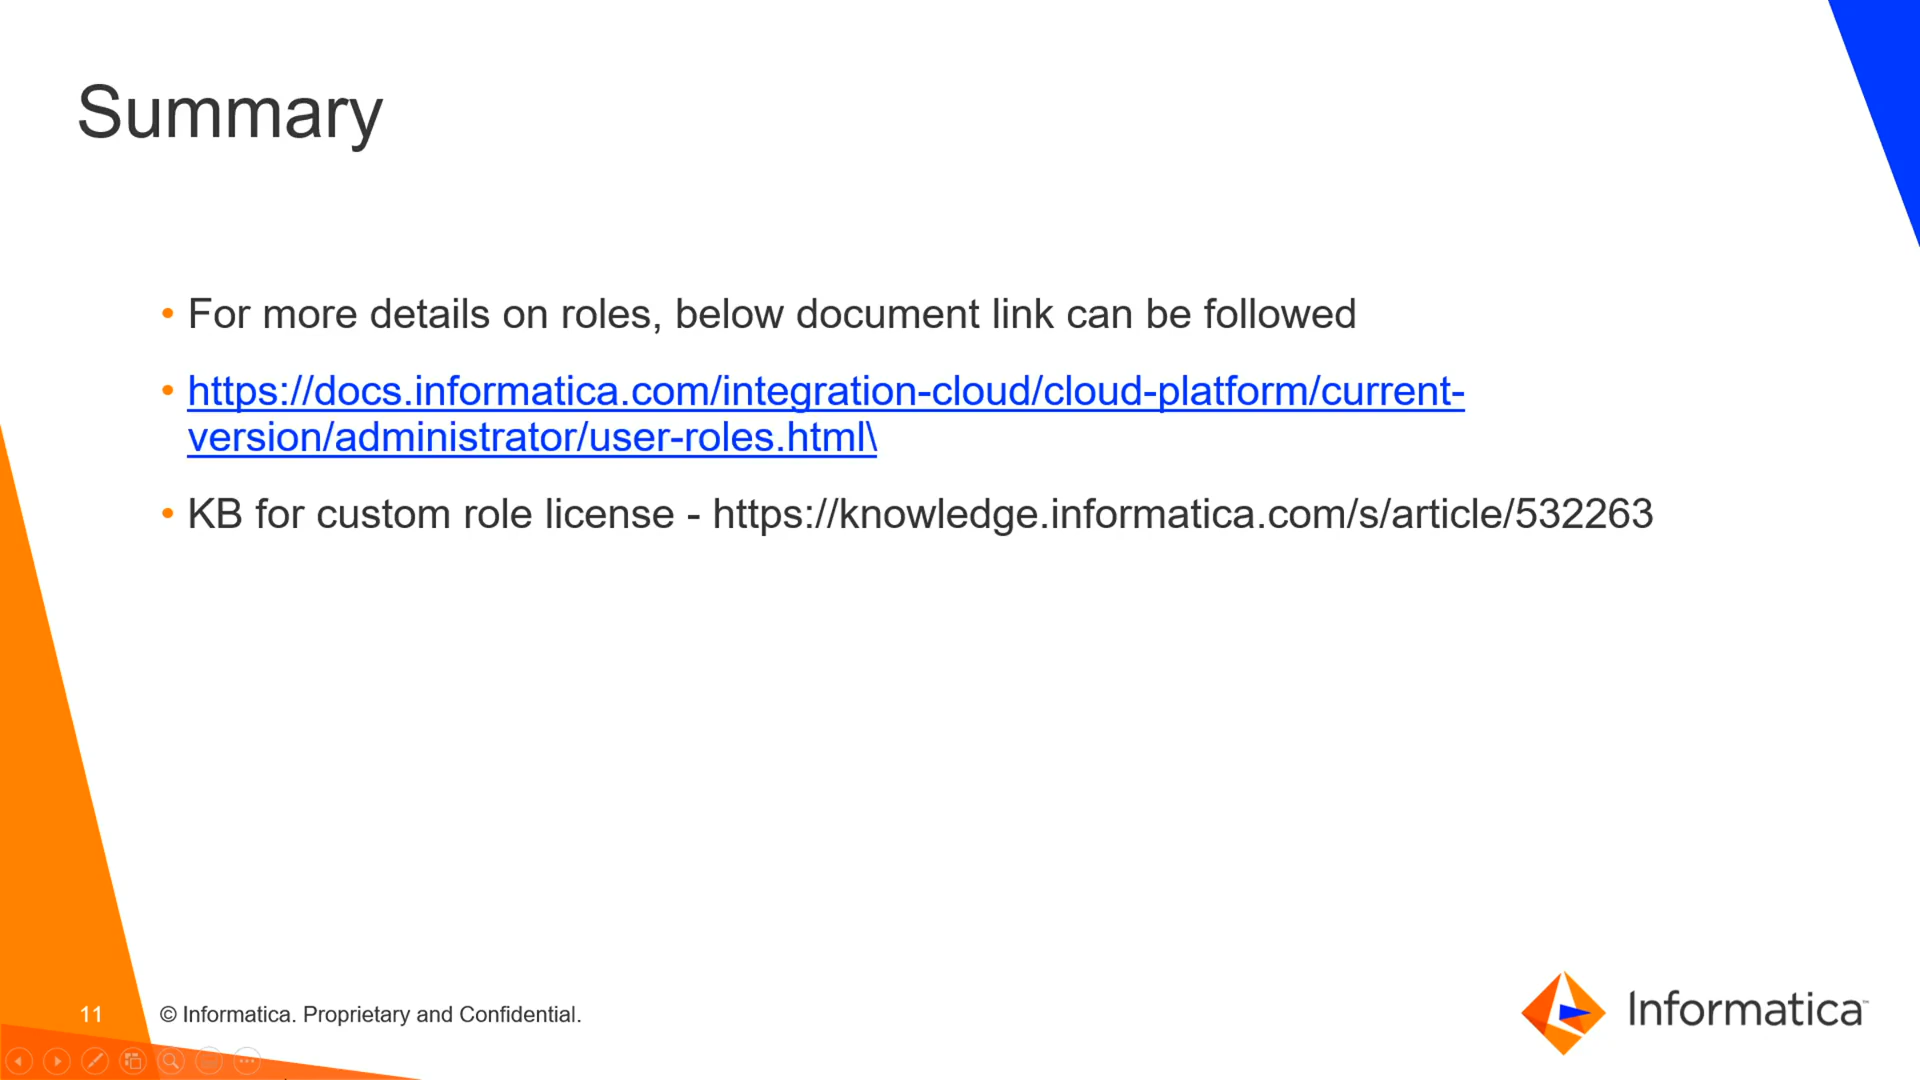 Summary
• For more details on roles, below document link can be followed
• https://docs.informatica.com/integration-cloud/cloud-platform/current-
version/administrator/user-roles.html\
• KB for custom role license - https://knowledge.informatica.com/s/article/532263
11
© Informatica. Proprietary and Confidential.
Informatica™